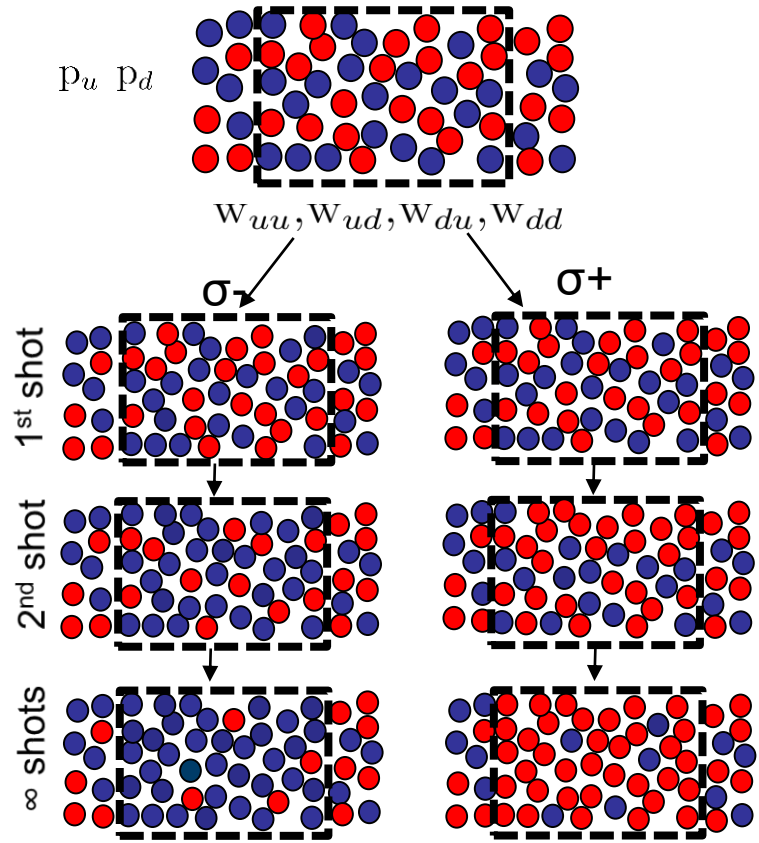 p_u p_d
w_uu,w_ud,w_du,w_dd
σ- σ+
1st shot
2nd shot
∞ shots